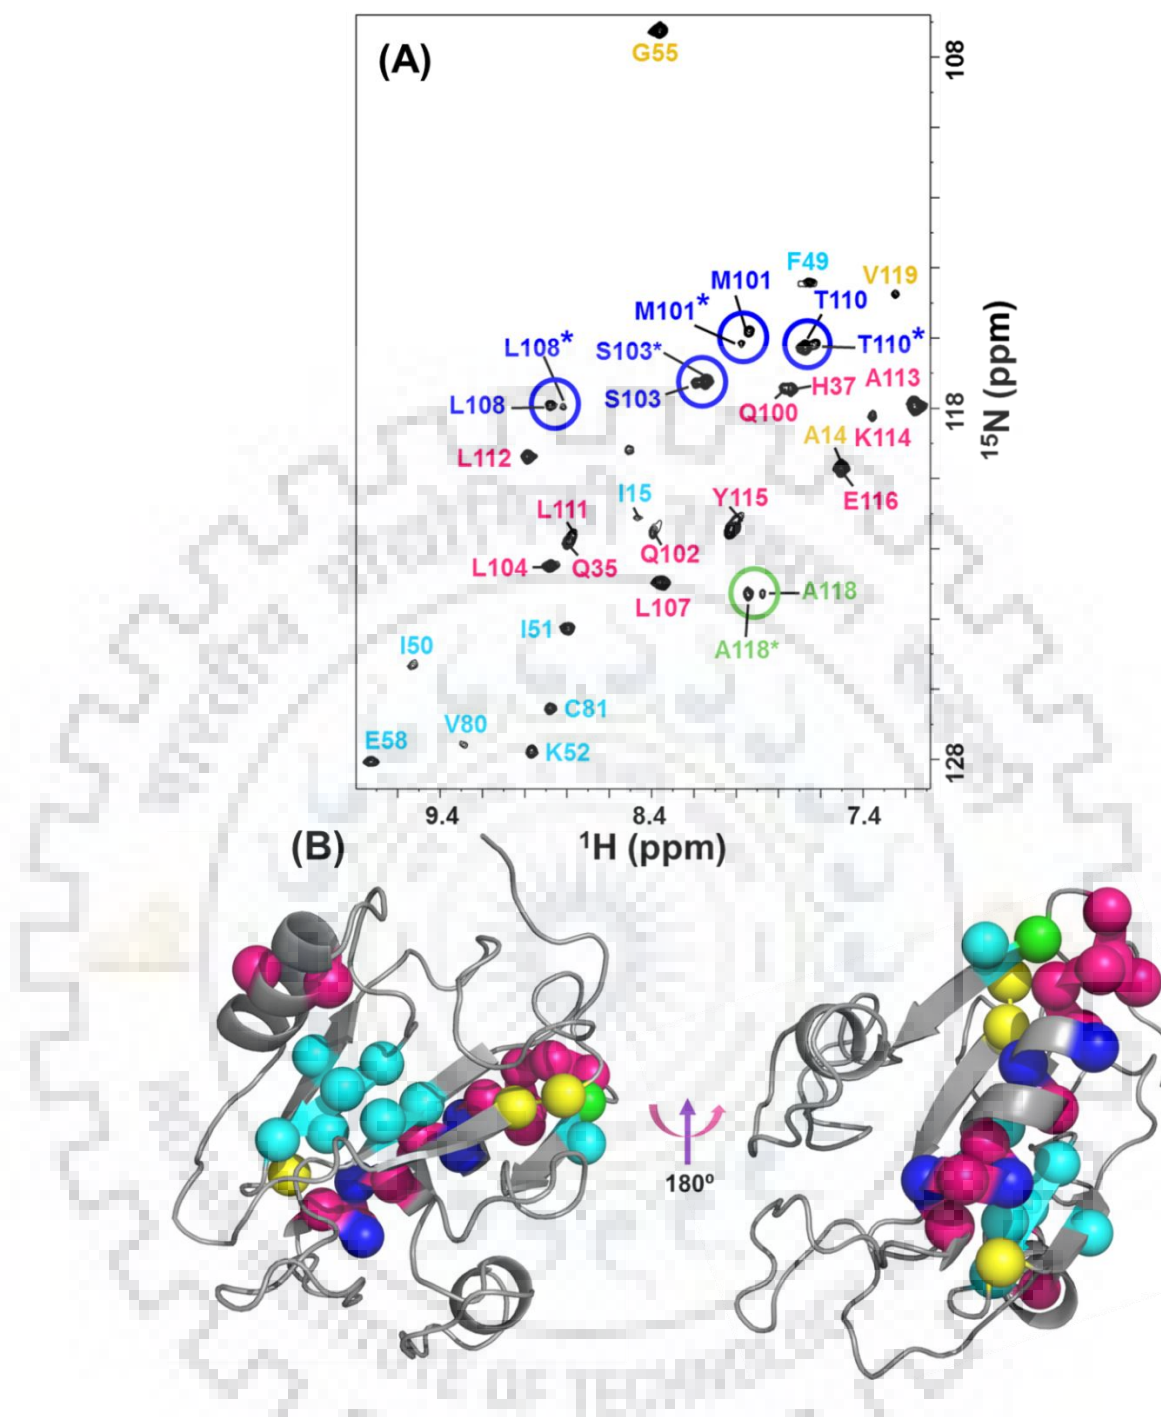 (A)
G55
108
F49
V119
M101
M101*
T110
L108*
S103*
T110*
L108
S103
H37
A113
Q100
118
A14
K114
L112
E116
I15
Y115
L111
Q102
L104
Q35
L107
A118
I51
A118*
I50
C81
V80
E58
K52
128
15N (ppm)
9.4
8.4
7.4
1H (ppm)
(B)
180º
OF TECHN